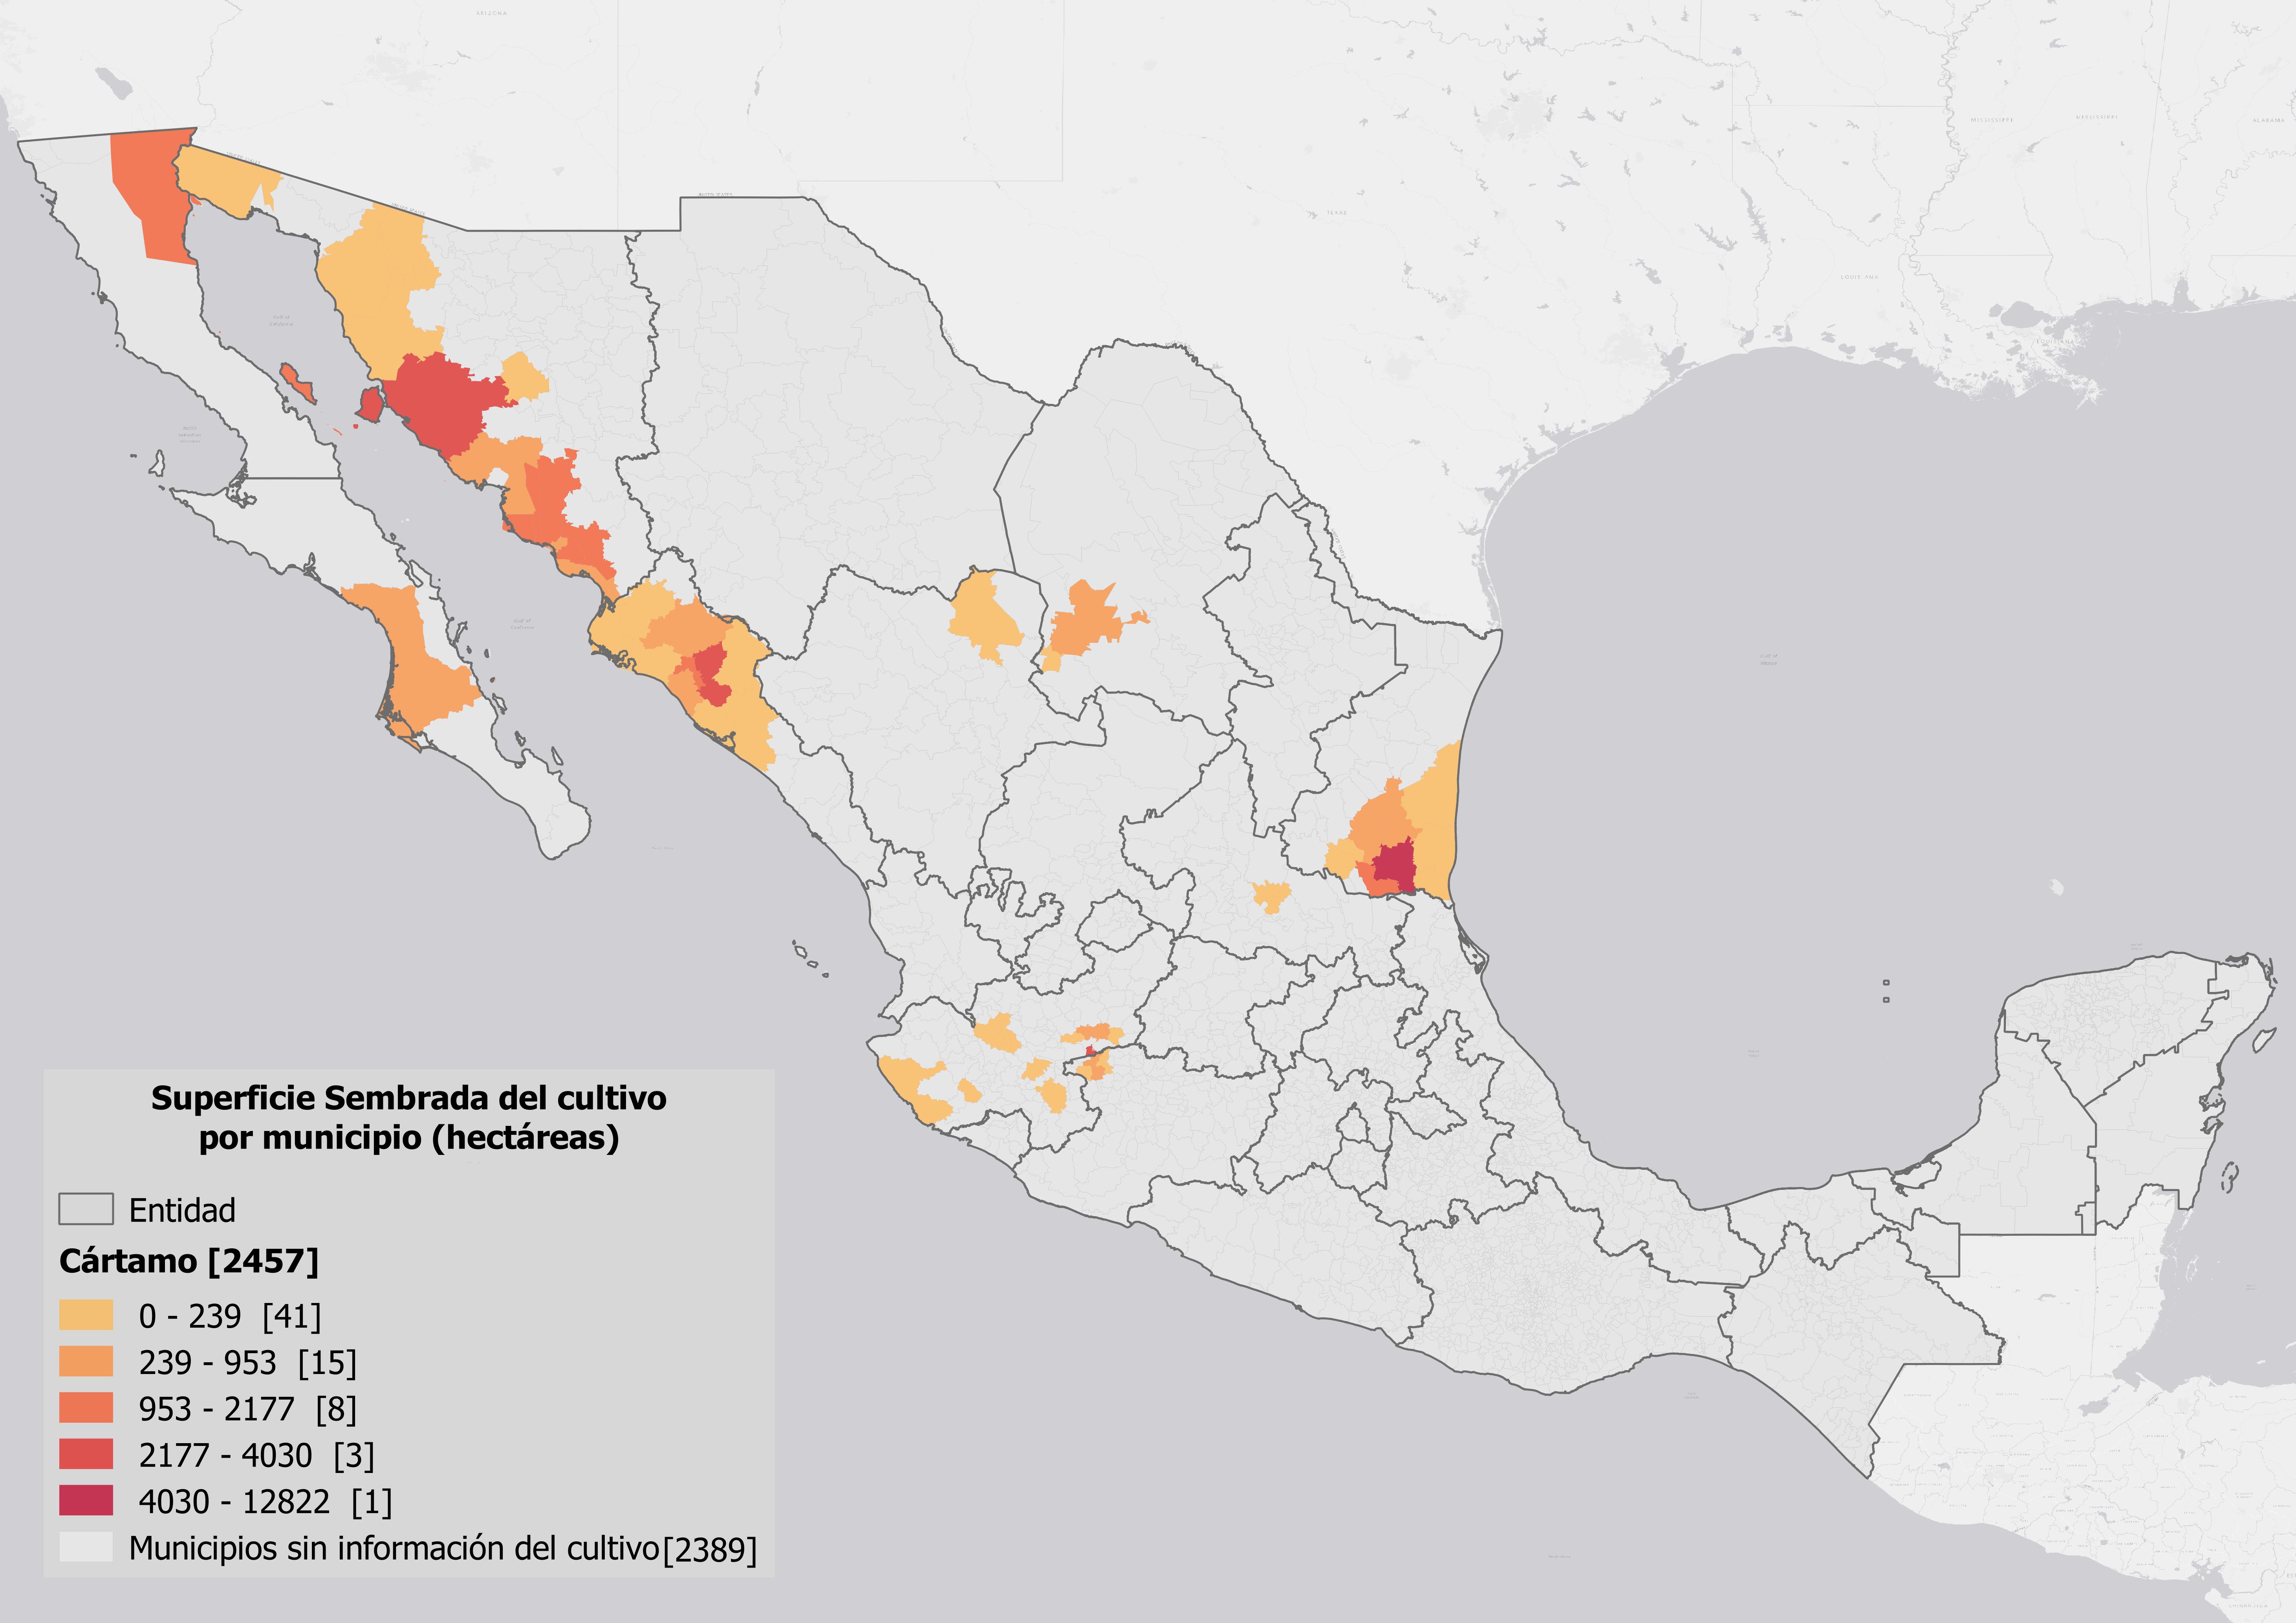 ARIZONA
MISSISSIPPI
ALABAMA
TEXAS
LOUISIANA
Superficie Sembrada del cultivo
por municipio (hectáreas)
Entidad
Cártamo [2457]
0 - 239 [41]
239 - 953 [15]
953 - 2177 [8]
2177 - 4030 [3]
4030 - 12822 [1]
Municipios sin información del cultivo[2389]